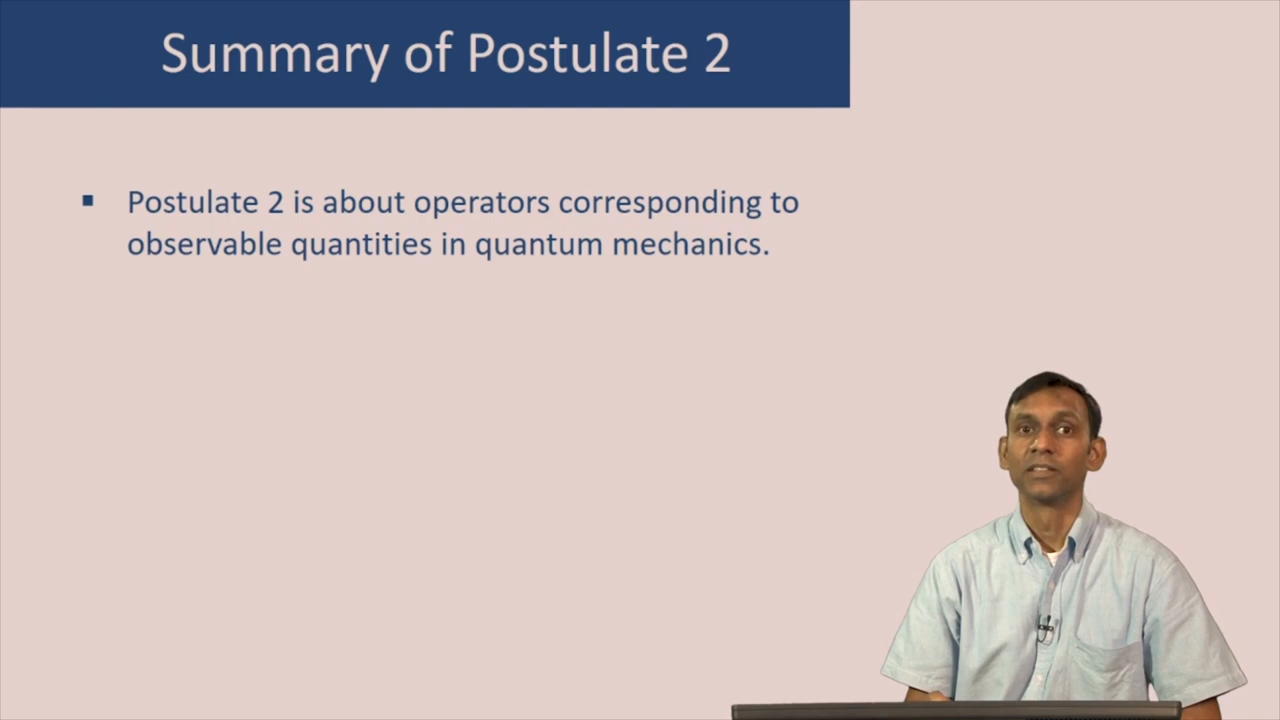 Summary of Postulate 2
▪ Postulate 2 is about operators corresponding to
observable quantities in quantum mechanics.